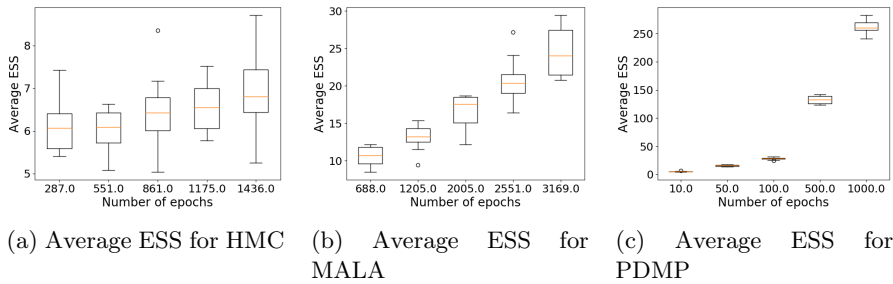 Average ESS
8
7
6
5
287.0 551.0 861.0 1175.0 1436.0
Number of epochs
(a) Average ESS for HMC
Average ESS
30
25
20
15
10
688.0 1205.0 2005.0 2551.0 3169.0
Number of epochs
(b) Average ESS for
MALA
Average ESS
250
200
150
100
50
0
10.0 50.0 100.0 500.0 1000.0
Number of epochs
(c) Average ESS for
PDMP